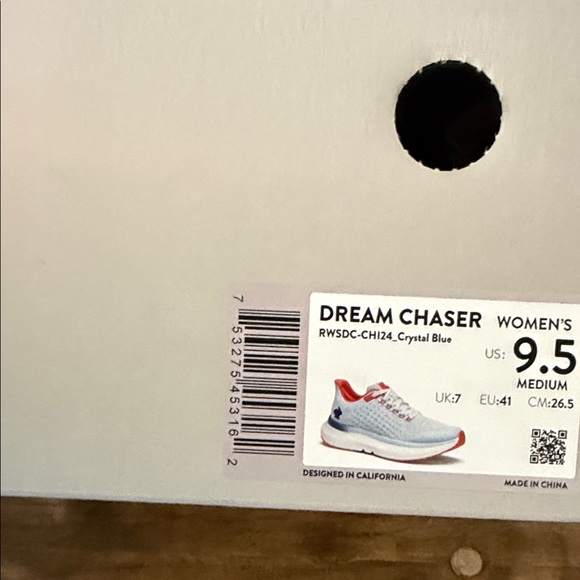 DREAM CHASER WOMEN'S
RWSDC-CHI24_Crystal Blue
US: 9.5
MEDIUM
UK:7 EU:41 CM:26.5
7 53275 45316 2
DESIGNED IN CALIFORNIA
MADE IN CHINA